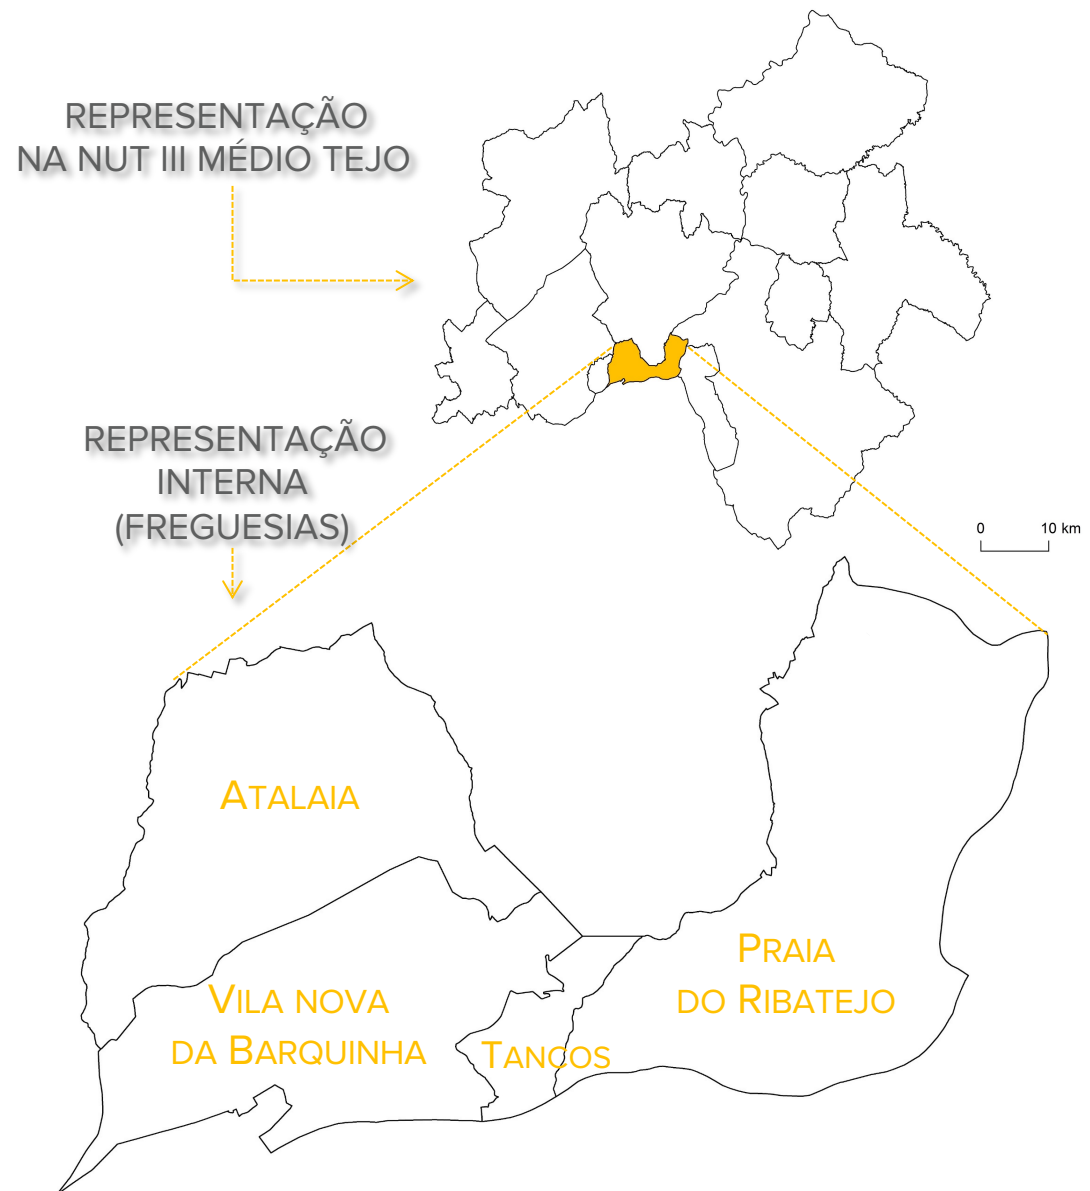 REPRESENTAÇÃO
NA NUT III MÉDIO TEJO
REPRESENTAÇÃO
INTERNA
(FREGUESIAS)
0 10 km
ATALAIA
VILA NOVA
DA BARQUINHA
TANCOS
PRAIA
DO RIBATEJO